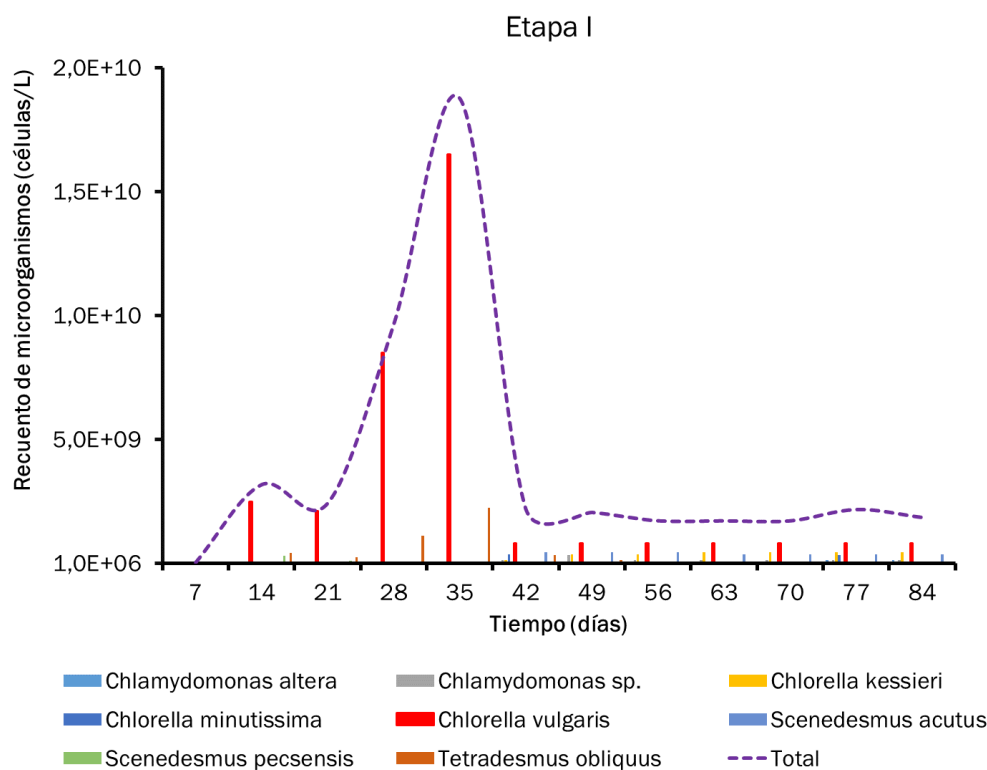 Etapa I
Recuento de microorganismos (células/L)
2,0E+10
1,5E+10
1,0E+10
5,0E+09
1,0E+06
7 14 21 28 35 42 49 56 63 70 77 84
Tiempo (días)
Chlamydomonas altera Chlamydomonas sp. Chlorella kessieri
Chlorella minutissima Chlorella vulgaris Scenedesmus acutus
Scenedesmus pecsensis Tetradesmus obliquus Total